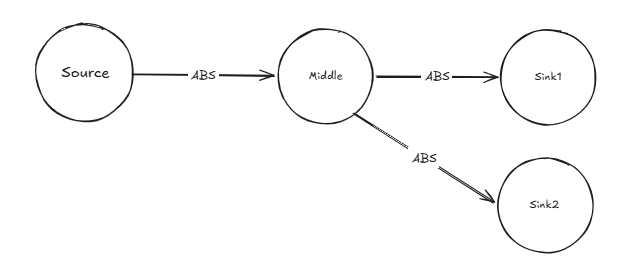 Source
ABS
Middle
ABS
Sink1
ABS
Sink2